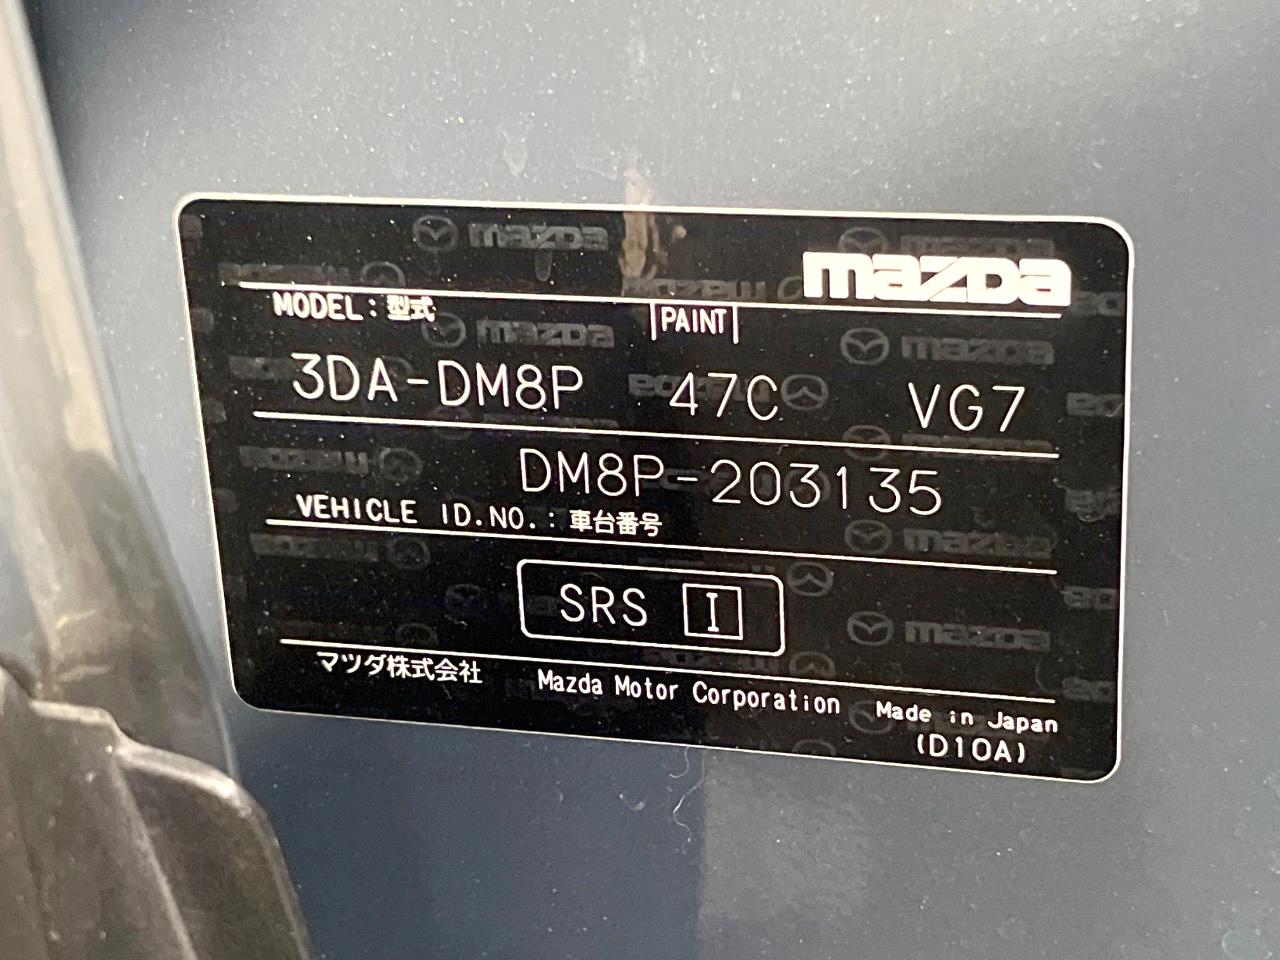 mazda
MODEL:型式 PAINT
3DA-DM8P 47C VG7
DM8P-203135
VEHICLE ID.NO.:車台番号
SRS I
マツダ株式会社 Mazda Motor Corporation Made in Japan
(D10A)